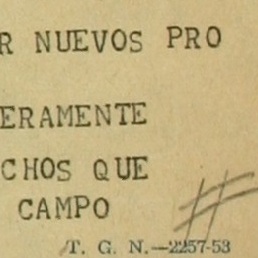 R NUEVOS PRO
ERAMENTE
CHOS QUE
CAMPO
T. G. N.—2257-53